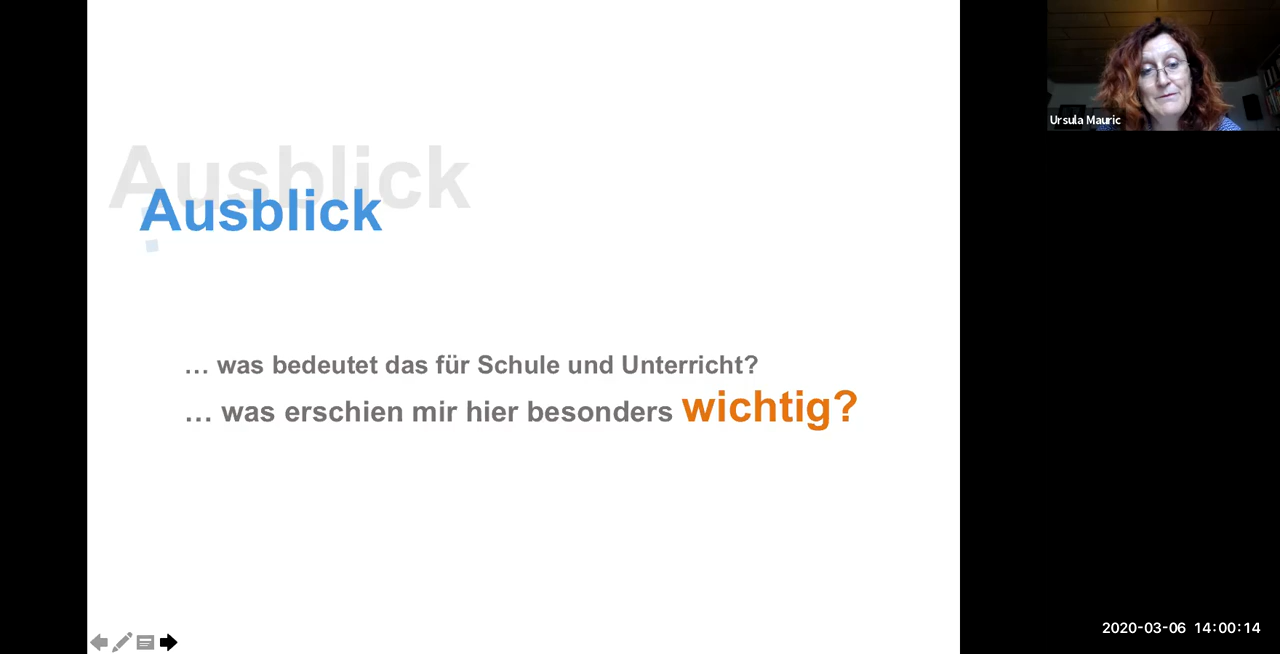 Ausblick
Ausblick
… was bedeutet das für Schule und Unterricht?
… was erschien mir hier besonders wichtig?
Ursula Mauric
2020-03-06 14:00:14